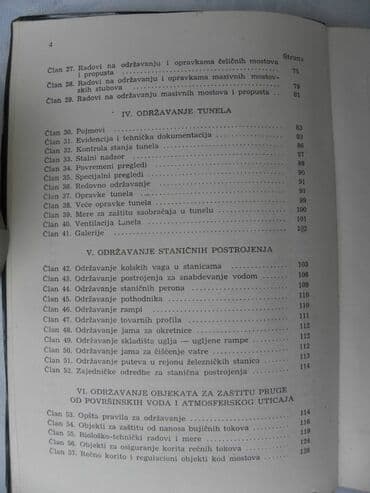 4
Strana
Član 27. Radovi na održavanju i opravkama čeličnih mostova
i propusta 75
Član 28. Radovi na održavanju i opravkama masivnih mostov-
skih stubova 79
Član 29. Radovi na održavanju masivnih mostova i propusta 81
IV. ODRŽAVANJE TUNELA
Član 30. Pojmovi 83
Član 31. Evidencija i tehnička dokumentacija 83
Član 32. Kontrola stanja tunela 86
Član 33. Stalni nadzor 87
Član 34. Povremeni pregledi 88
Član 35. Specijalni pregledi 90
Član 36. Redovno održavanje 91
Član 37. Opravke tunela 91
Član 38. Veće opravke tunela 98
Član 39. Mere za zaštitu saobraćaja u tunelu 100
Član 40. Ventilacija tunela 101
Član 41. Galerije 102
V. ODRŽAVANJE STANIČNIH POSTROJENJA
Član 42. Održavanje kolskih vaga u stanicama 103
Član 43. Održavanje postrojenja za snabdevanje vodom 106
Član 44. Održavanje staničnih perona 108
Član 45. Održavanje pothodnika 110
Član 46. Održavanje rampi 110
Član 47. Održavanje tovarnih profila 111
Član 48. Održavanje jama za okretnice 112
Član 49. Održavanje skladišta uglja — ugljene rampe 112
Član 50. Održavanje jama za čišćenje vatre 112
Član 51. Održavanje puteva u rejonu železničkih stanica 112
Član 52. Zajedničke odredbe za stanična postrojenja 113
VI. ODRŽAVANJE OBJEKATA ZA ZAŠTITU PRUGE
OD POVRŠINSKIH VODA I ATMOSFERSKOG UTICAJA
Član 53. Opšta pravila za održavanje 114
Član 54. Objekti za zaštitu od nanosa bujičnih tokova 114
Član 55. Biološko-tehnički radovi i mere 116
Član 56. Objekti za osiguranje korita rečnih tokova 124
Član 57. Rečno korito i regulacioni objekti kod mostova 126